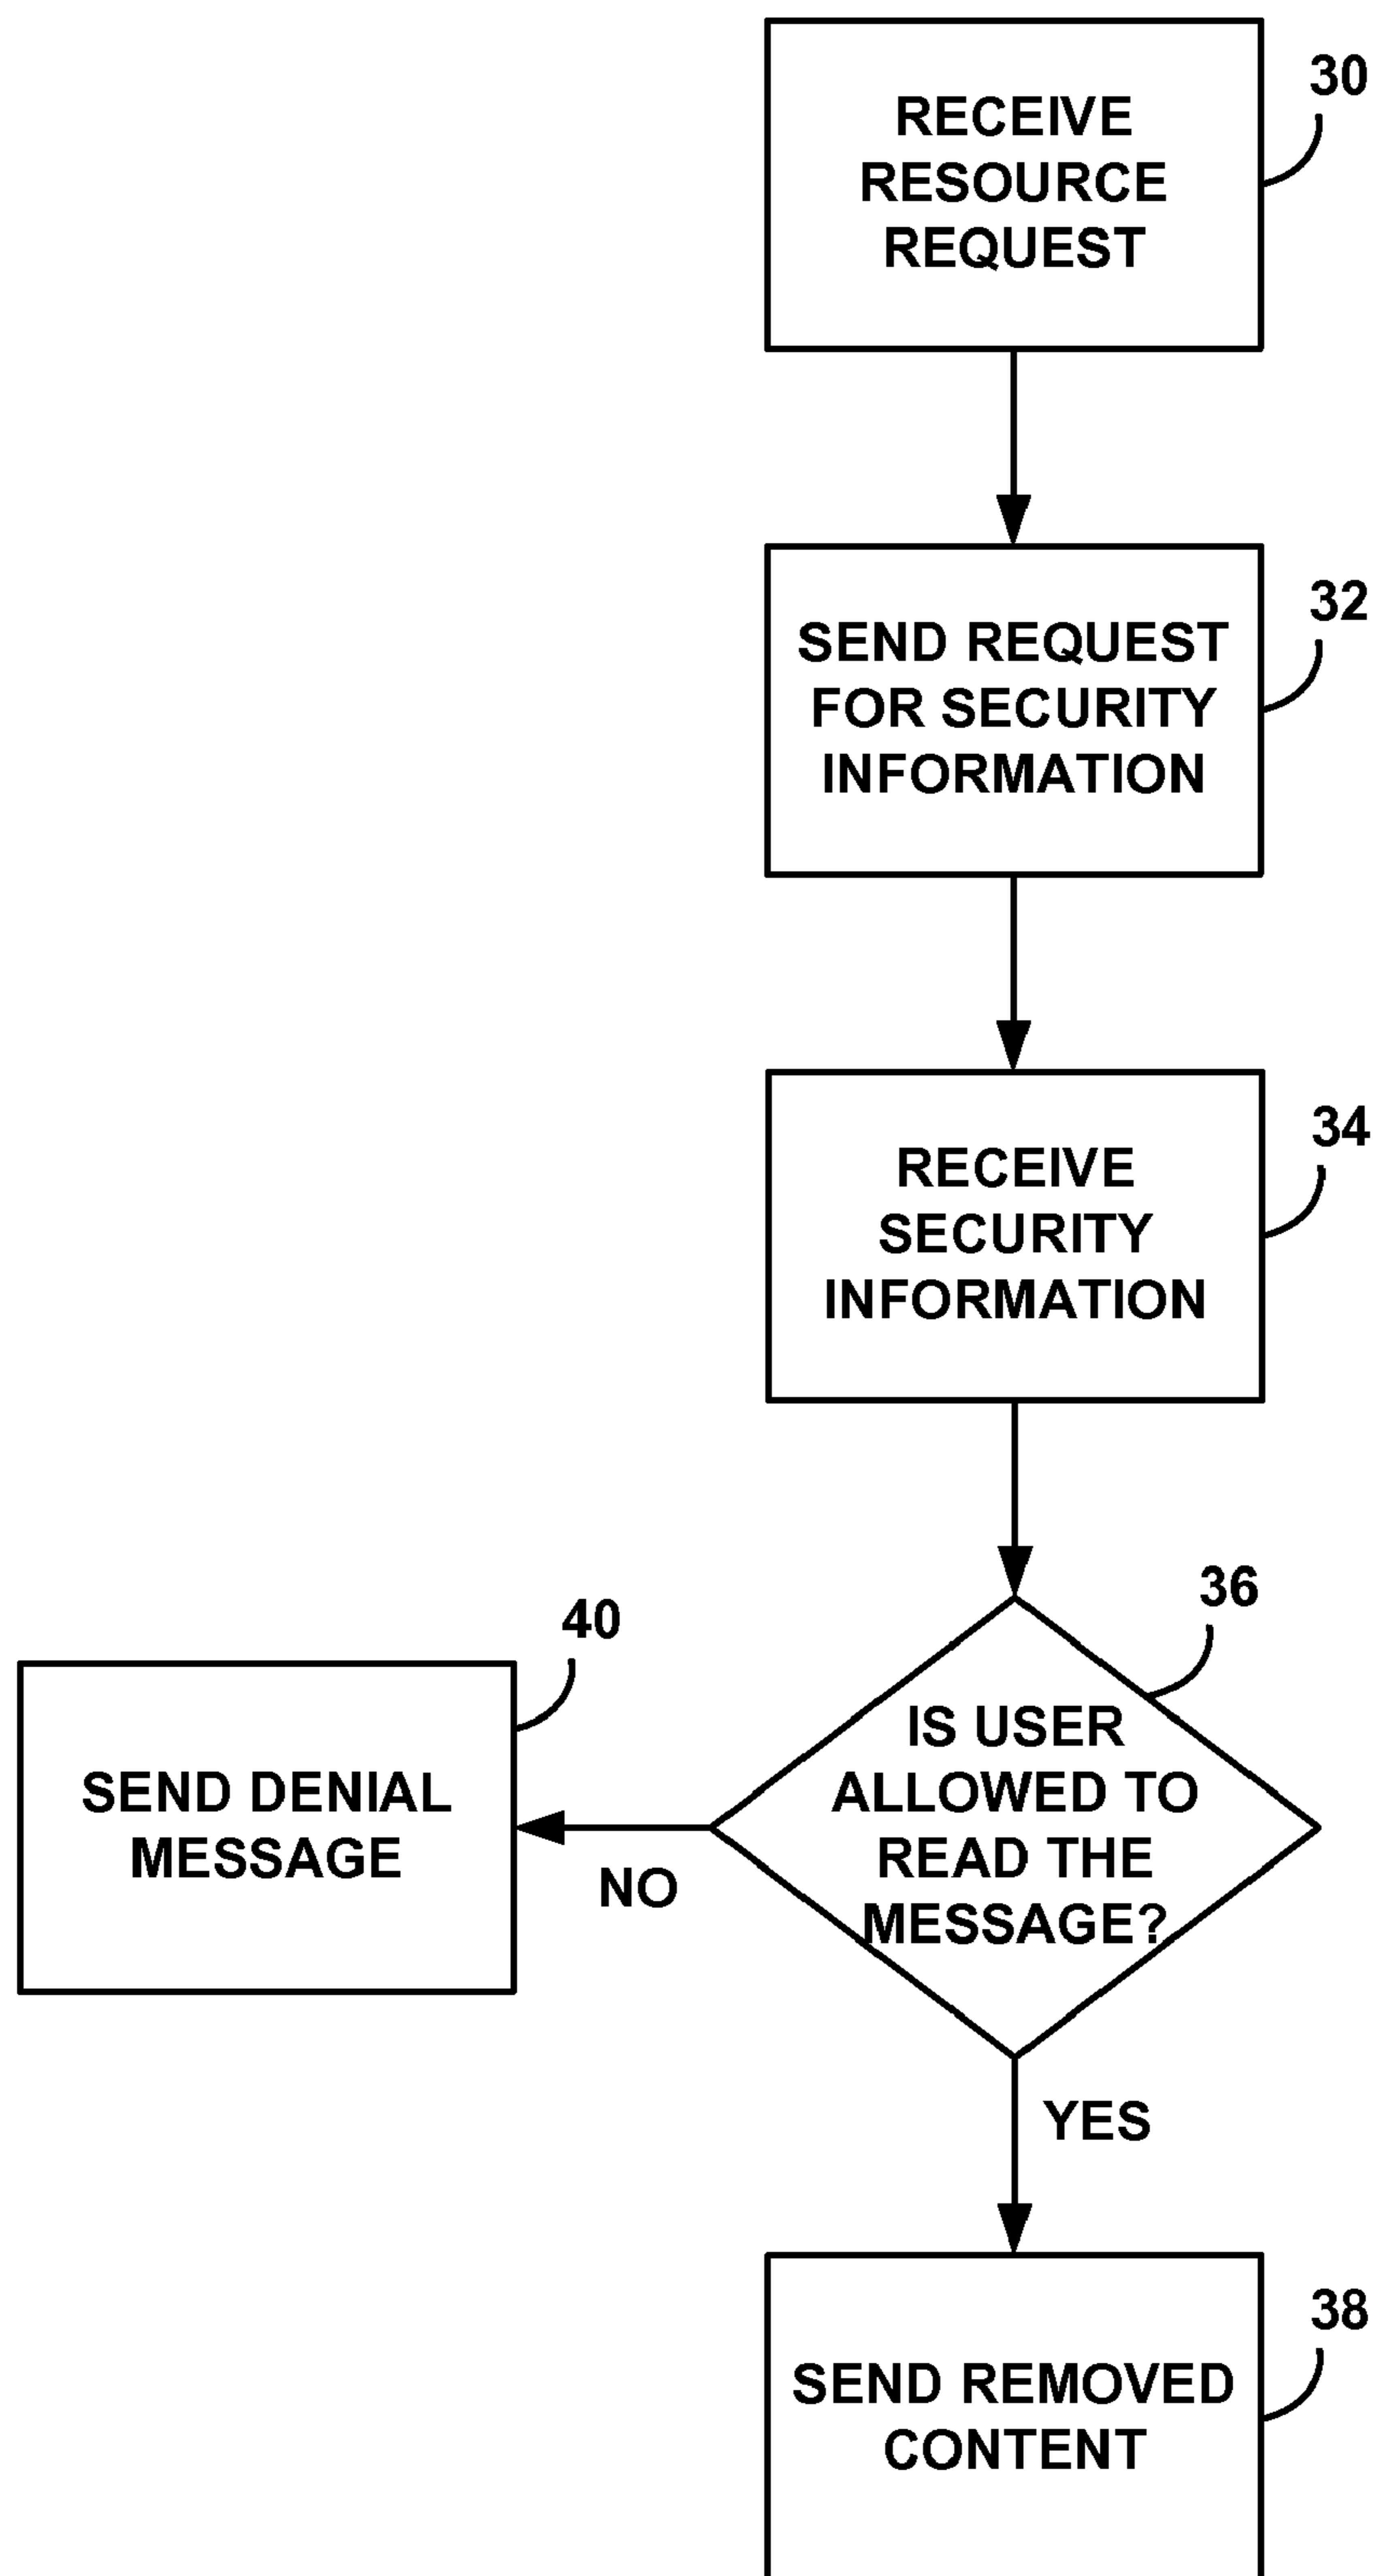 RECEIVE
RESOURCE
REQUEST
30
SEND REQUEST
FOR SECURITY
INFORMATION
32
RECEIVE
SECURITY
INFORMATION
34
IS USER
ALLOWED TO
READ THE
MESSAGE?
36
NO
SEND DENIAL
MESSAGE
40
YES
SEND REMOVED
CONTENT
38